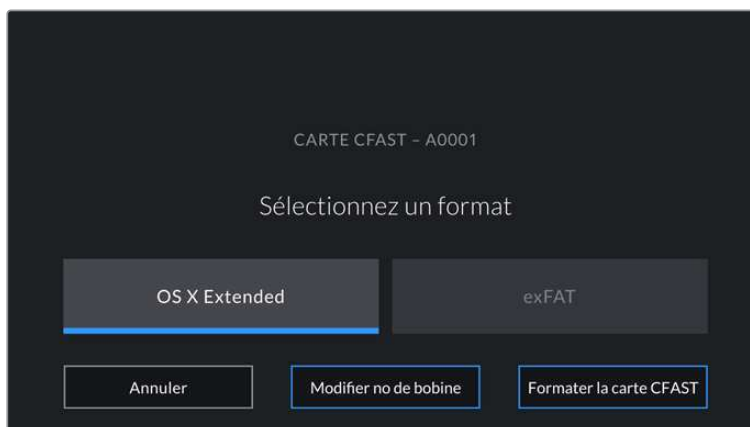 CARTE CFAST – A0001
Sélectionnez un format
OS X Extended
exFAT
Annuler
Modifier no de bobine
Formater la carte CFAST